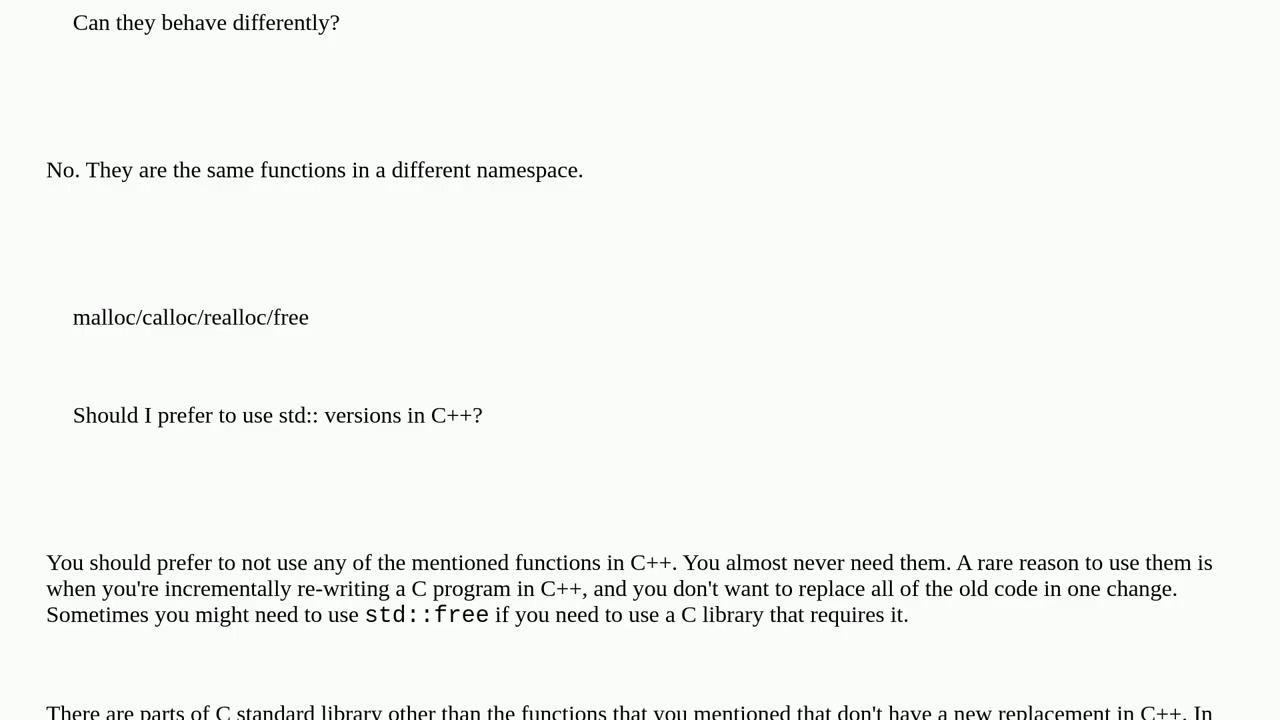 Can they behave differently?
No. They are the same functions in a different namespace.
malloc/calloc/realloc/free
Should I prefer to use std:: versions in C++?
You should prefer to not use any of the mentioned functions in C++. You almost never need them. A rare reason to use them is
when you're incrementally re-writing a C program in C++, and you don't want to replace all of the old code in one change.
Sometimes you might need to use std::free if you need to use a C library that requires it.
There are parts of C standard library other than the functions that you mentioned that don't have a new replacement in C++. In